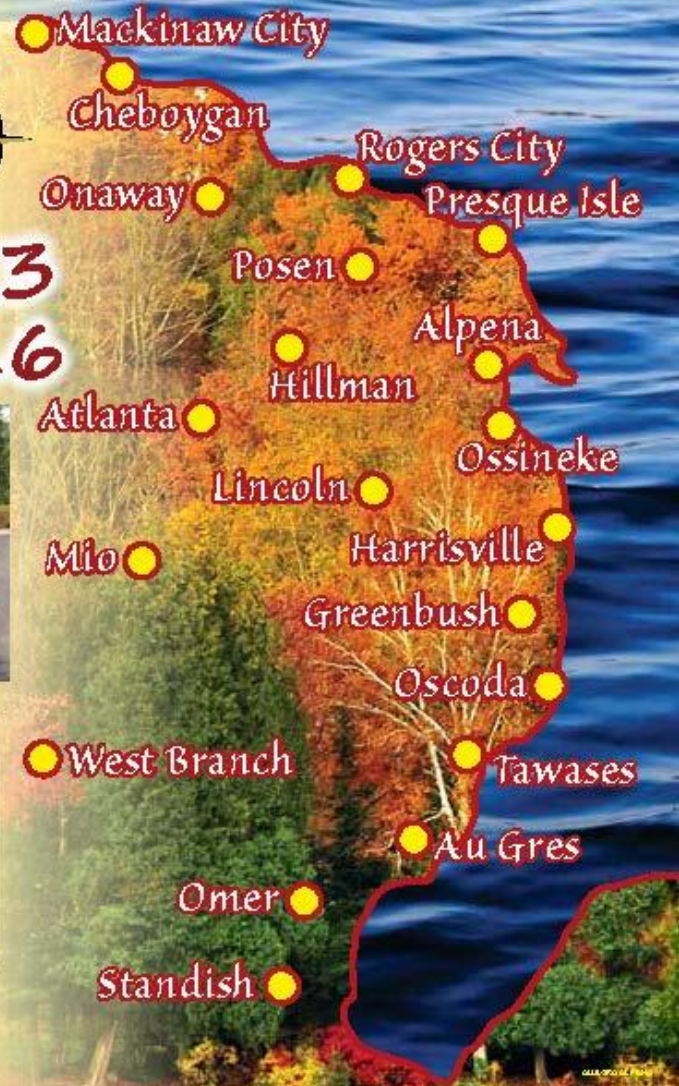 Mackinaw City
Cheboygan
Rogers City
Onaway
Presque Isle
3
Posen
Alpena
6
Hillman
Atlanta
Ossineke
Lincoln
Harrisville
Mio
Greenbush
Oscoda
West Branch
Tawases
Au Gres
Omer
Standish